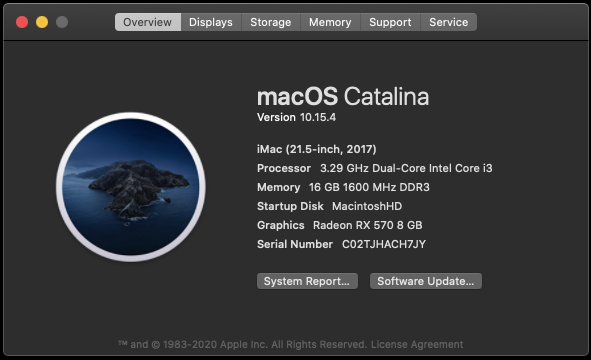 Overview Displays Storage Memory Support Service
macOS Catalina
Version 10.15.4
iMac (21.5-inch, 2017)
Processor 3.29 GHz Dual-Core Intel Core i3
Memory 16 GB 1600 MHz DDR3
Startup Disk MacintoshHD
Graphics Radeon RX 570 8 GB
Serial Number C02TJHACH7JY
System Report... Software Update...
™ and © 1983-2020 Apple Inc. All Rights Reserved. License Agreement